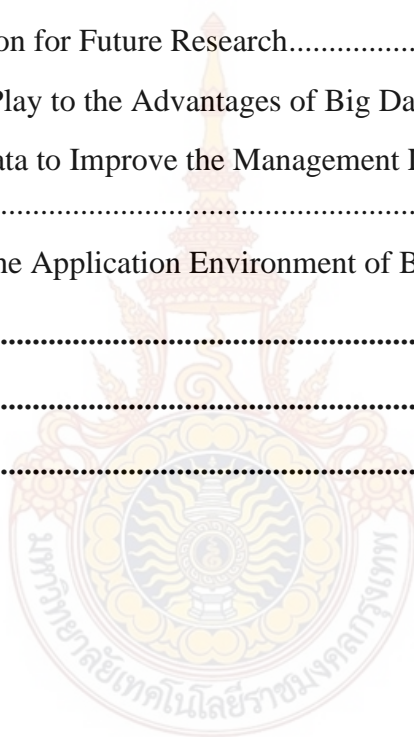 on for Future Research..................
Play to the Advantages of Big Da
ata to Improve the Management
..........................................................
ne Application Environment of B
..........................................................
..........................................................
..........................................................
มหาวิทยาลัยเทคโนโลยีราชมงคลกรุงเทพ